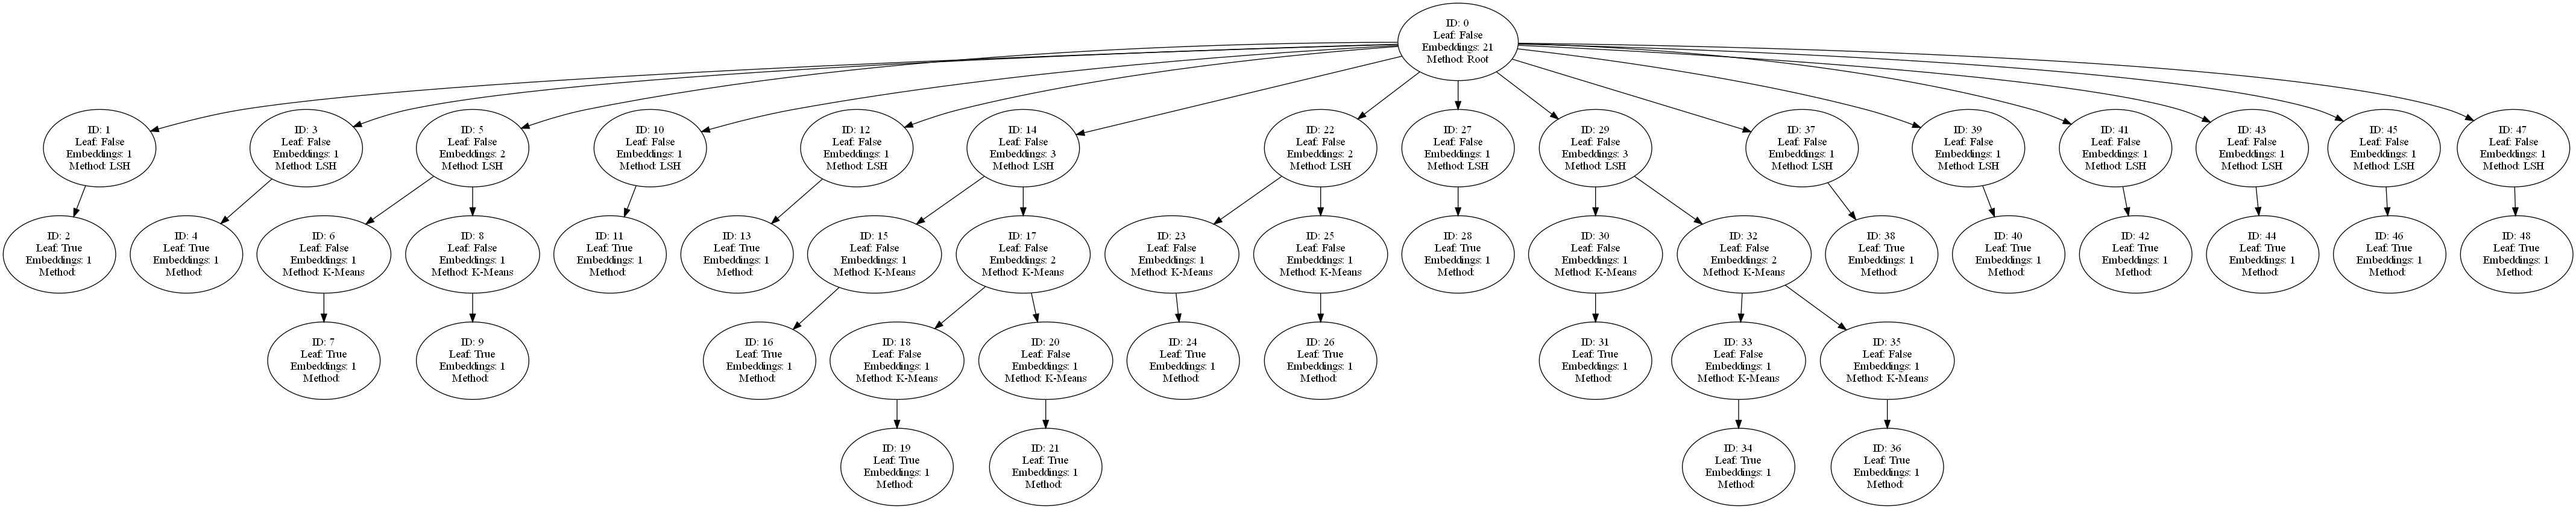 ID: 0
Leaf: False
Embeddings: 21
Method: Root
ID: 1
Leaf: False
Embeddings: 1
Method: LSH
ID: 3
Leaf: False
Embeddings: 1
Method: LSH
ID: 5
Leaf: False
Embeddings: 2
Method: LSH
ID: 10
Leaf: False
Embeddings: 1
Method: LSH
ID: 12
Leaf: False
Embeddings: 1
Method: LSH
ID: 14
Leaf: False
Embeddings: 3
Method: LSH
ID: 22
Leaf: False
Embeddings: 2
Method: LSH
ID: 27
Leaf: False
Embeddings: 1
Method: LSH
ID: 29
Leaf: False
Embeddings: 3
Method: LSH
ID: 37
Leaf: False
Embeddings: 1
Method: LSH
ID: 39
Leaf: False
Embeddings: 1
Method: LSH
ID: 41
Leaf: False
Embeddings: 1
Method: LSH
ID: 43
Leaf: False
Embeddings: 1
Method: LSH
ID: 45
Leaf: False
Embeddings: 1
Method: LSH
ID: 47
Leaf: False
Embeddings: 1
Method: LSH
ID: 2
Leaf: True
Embeddings: 1
Method:
ID: 4
Leaf: True
Embeddings: 1
Method:
ID: 6
Leaf: False
Embeddings: 1
Method: K-Means
ID: 8
Leaf: False
Embeddings: 1
Method: K-Means
ID: 11
Leaf: True
Embeddings: 1
Method:
ID: 13
Leaf: True
Embeddings: 1
Method:
ID: 15
Leaf: False
Embeddings: 1
Method: K-Means
ID: 17
Leaf: False
Embeddings: 2
Method: K-Means
ID: 23
Leaf: False
Embeddings: 1
Method: K-Means
ID: 25
Leaf: False
Embeddings: 1
Method: K-Means
ID: 28
Leaf: True
Embeddings: 1
Method:
ID: 30
Leaf: False
Embeddings: 1
Method: K-Means
ID: 32
Leaf: False
Embeddings: 2
Method: K-Means
ID: 38
Leaf: True
Embeddings: 1
Method:
ID: 40
Leaf: True
Embeddings: 1
Method:
ID: 42
Leaf: True
Embeddings: 1
Method:
ID: 44
Leaf: True
Embeddings: 1
Method:
ID: 46
Leaf: True
Embeddings: 1
Method:
ID: 48
Leaf: True
Embeddings: 1
Method:
ID: 7
Leaf: True
Embeddings: 1
Method:
ID: 9
Leaf: True
Embeddings: 1
Method:
ID: 16
Leaf: True
Embeddings: 1
Method:
ID: 18
Leaf: False
Embeddings: 1
Method: K-Means
ID: 20
Leaf: False
Embeddings: 1
Method: K-Means
ID: 24
Leaf: True
Embeddings: 1
Method:
ID: 26
Leaf: True
Embeddings: 1
Method:
ID: 31
Leaf: True
Embeddings: 1
Method:
ID: 33
Leaf: False
Embeddings: 1
Method: K-Means
ID: 35
Leaf: False
Embeddings: 1
Method: K-Means
ID: 19
Leaf: True
Embeddings: 1
Method:
ID: 21
Leaf: True
Embeddings: 1
Method:
ID: 34
Leaf: True
Embeddings: 1
Method:
ID: 36
Leaf: True
Embeddings: 1
Method: